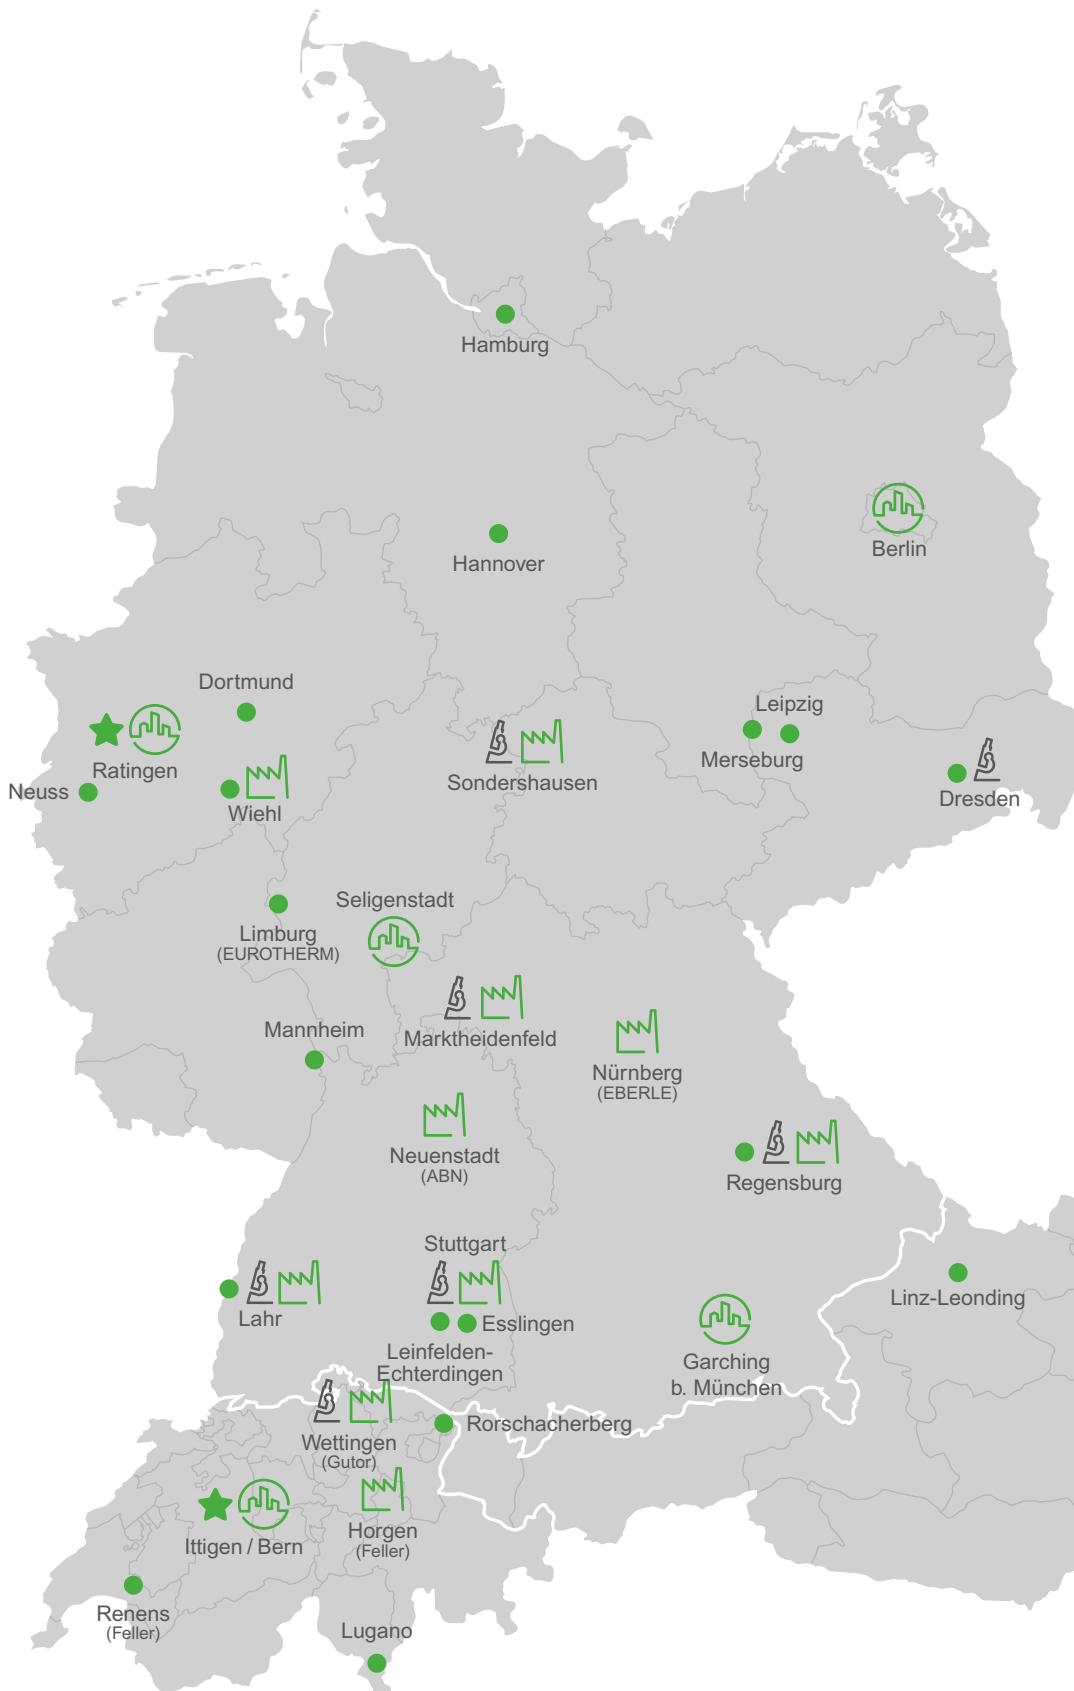 Hamburg
Berlin
Hannover
Dortmund
Leipzig
Ratingen
Sondershausen
Merseburg
Neuss
Wiehl
Dresden
Seligenstadt
Limburg
(EUROTHERM)
Mannheim
Marktheidenfeld
Nürnberg
(EBERLE)
Neuenstadt
(ABN)
Regensburg
Stuttgart
Linz-Leonding
Lahr
Esslingen
Leinfelden-
Echterdingen
Garching
b. München
Rorschacherberg
Wettingen
(Gutor)
Horgen
(Feller)
Ittigen / Bern
Renens
(Feller)
Lugano